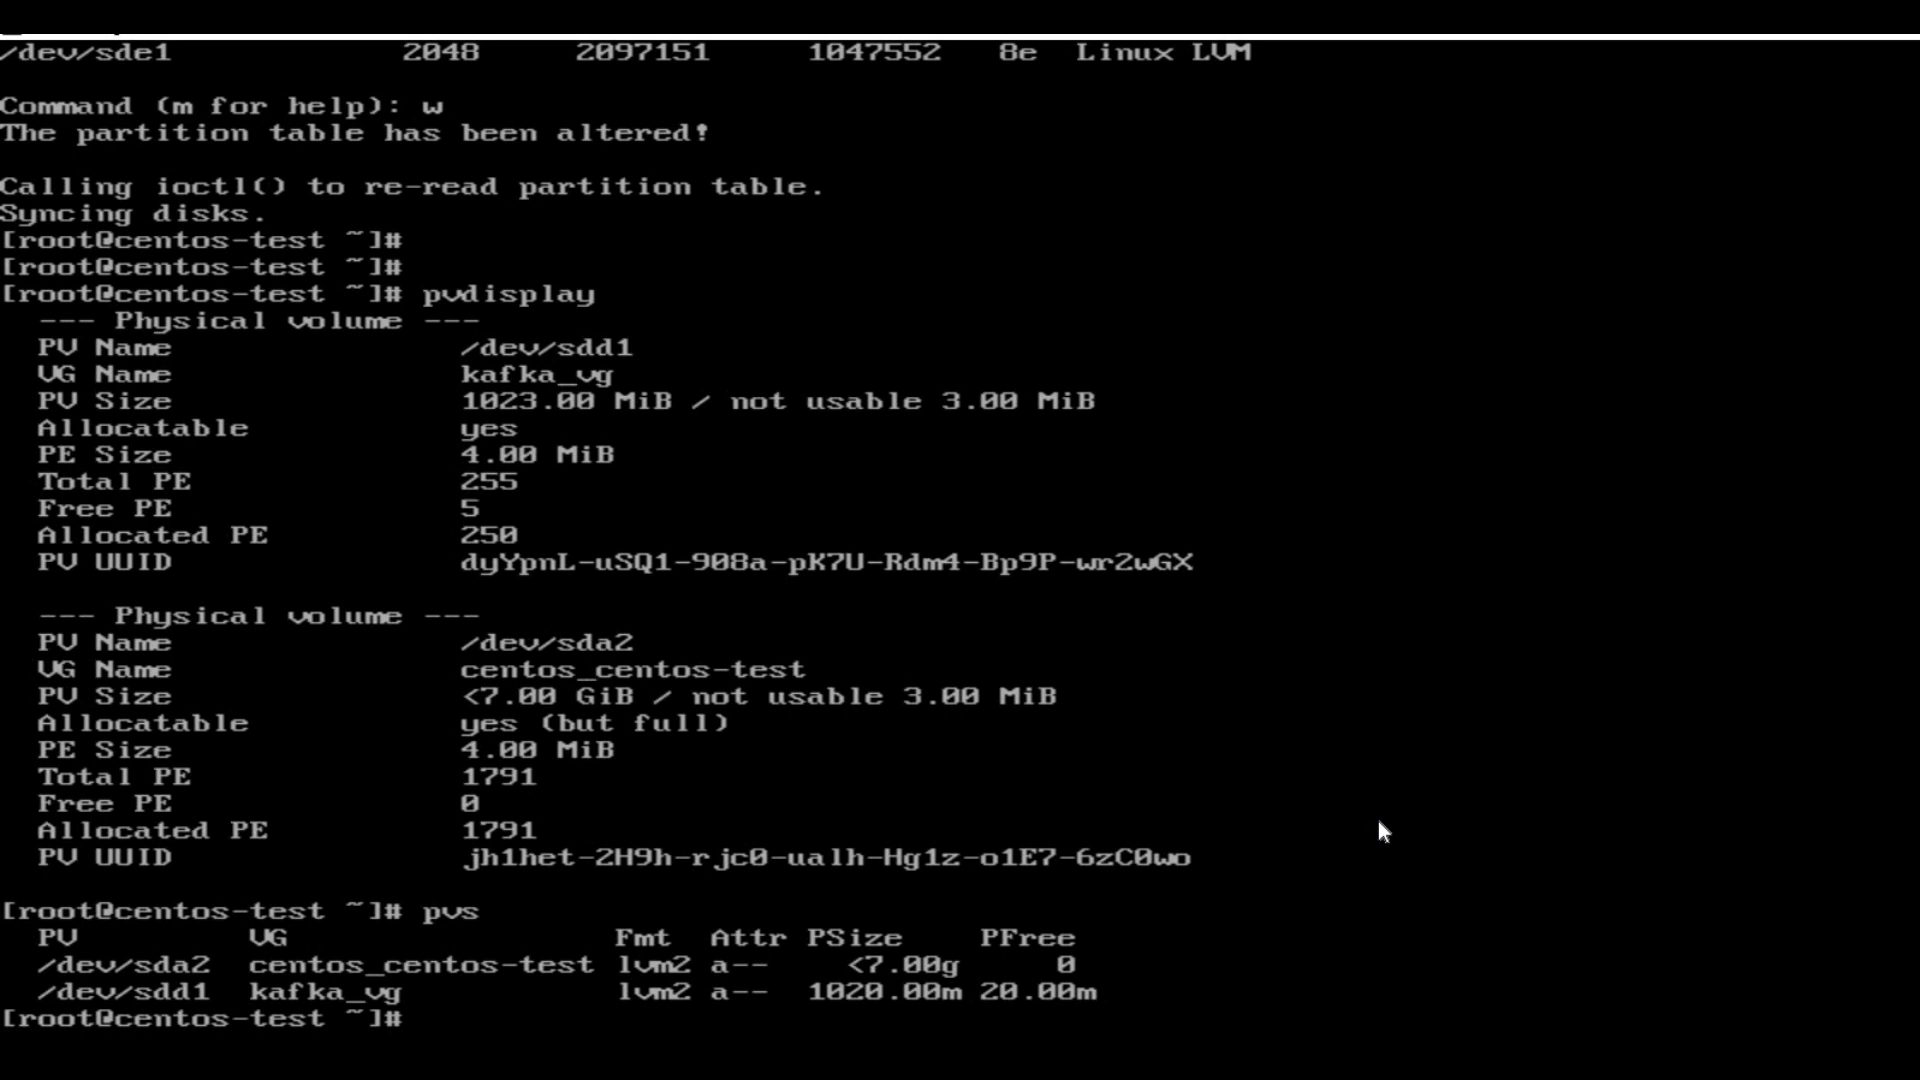 /dev/sde1 2048 2097151 1047552 8e Linux LVM
Command (m for help): w
The partition table has been altered!
Calling ioctl() to re-read partition table.
Syncing disks.
[root@centos-test ~]#
[root@centos-test ~]#
[root@centos-test ~]# pvdisplay
--- Physical volume ---
PV Name /dev/sdd1
VG Name kafka_vg
PV Size 1023.00 MiB / not usable 3.00 MiB
Allocatable yes
PE Size 4.00 MiB
Total PE 255
Free PE 5
Allocated PE 250
PV UUID dyYpnL-uSQ1-908a-pK7U-Rdm4-Bp9P-wr2wGX
--- Physical volume ---
PV Name /dev/sda2
VG Name centos_centos-test
PV Size <7.00 GiB / not usable 3.00 MiB
Allocatable yes (but full)
PE Size 4.00 MiB
Total PE 1791
Free PE 0
Allocated PE 1791
PV UUID jh1het-2H9h-rjc0-ualh-Hg1z-o1E7-6zC0wo
[root@centos-test ~]# pvs
PV VG Fmt Attr PSize PFree
/dev/sda2 centos_centos-test lvm2 a-- <7.00g 0
/dev/sdd1 kafka_vg lvm2 a-- 1020.00m 20.00m
[root@centos-test ~]#